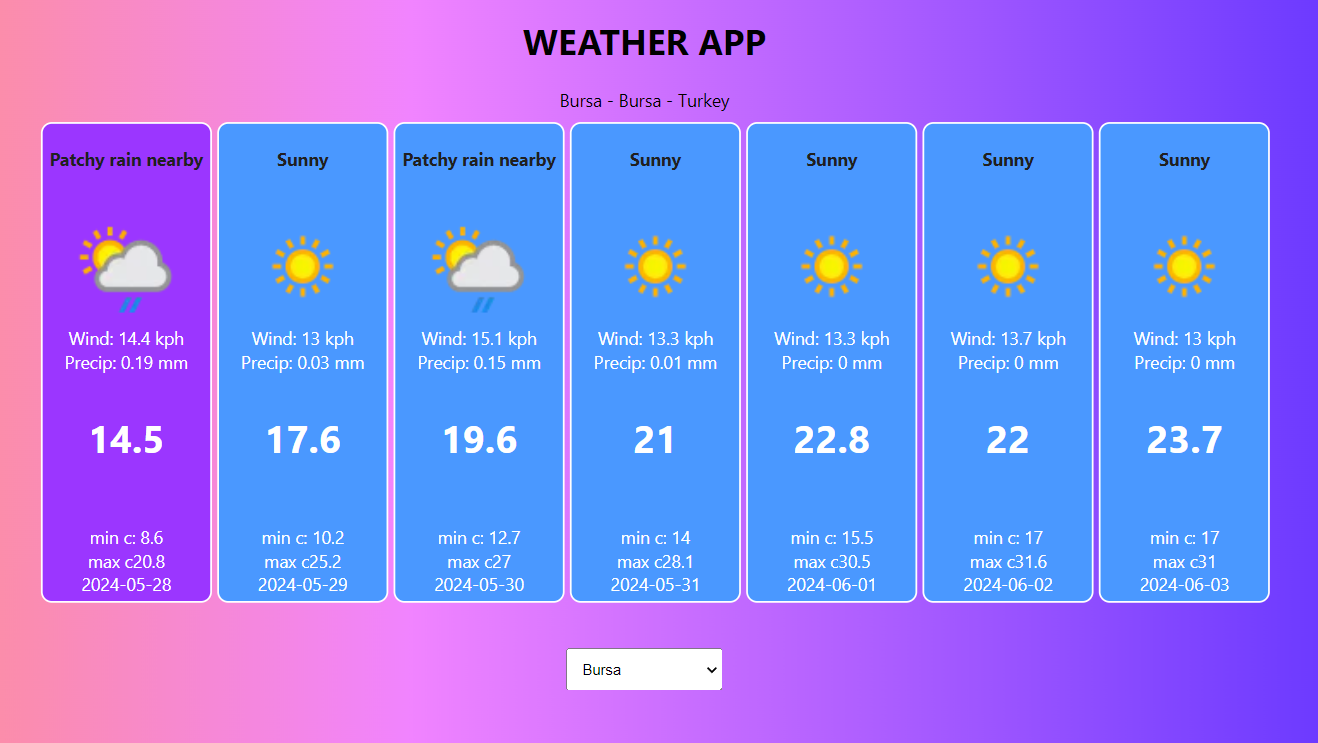 WEATHER APP
Bursa - Bursa - Turkey
Patchy rain nearby
Wind: 14.4 kph
Precip: 0.19 mm
14.5
min c: 8.6
max c20.8
2024-05-28
Sunny
Wind: 13 kph
Precip: 0.03 mm
17.6
min c: 10.2
max c25.2
2024-05-29
Patchy rain nearby
Wind: 15.1 kph
Precip: 0.15 mm
19.6
min c: 12.7
max c27
2024-05-30
Sunny
Wind: 13.3 kph
Precip: 0.01 mm
21
min c: 14
max c28.1
2024-05-31
Sunny
Wind: 13.3 kph
Precip: 0 mm
22.8
min c: 15.5
max c30.5
2024-06-01
Sunny
Wind: 13.7 kph
Precip: 0 mm
22
min c: 17
max c31.6
2024-06-02
Sunny
Wind: 13 kph
Precip: 0 mm
23.7
min c: 17
max c31
2024-06-03
Bursa